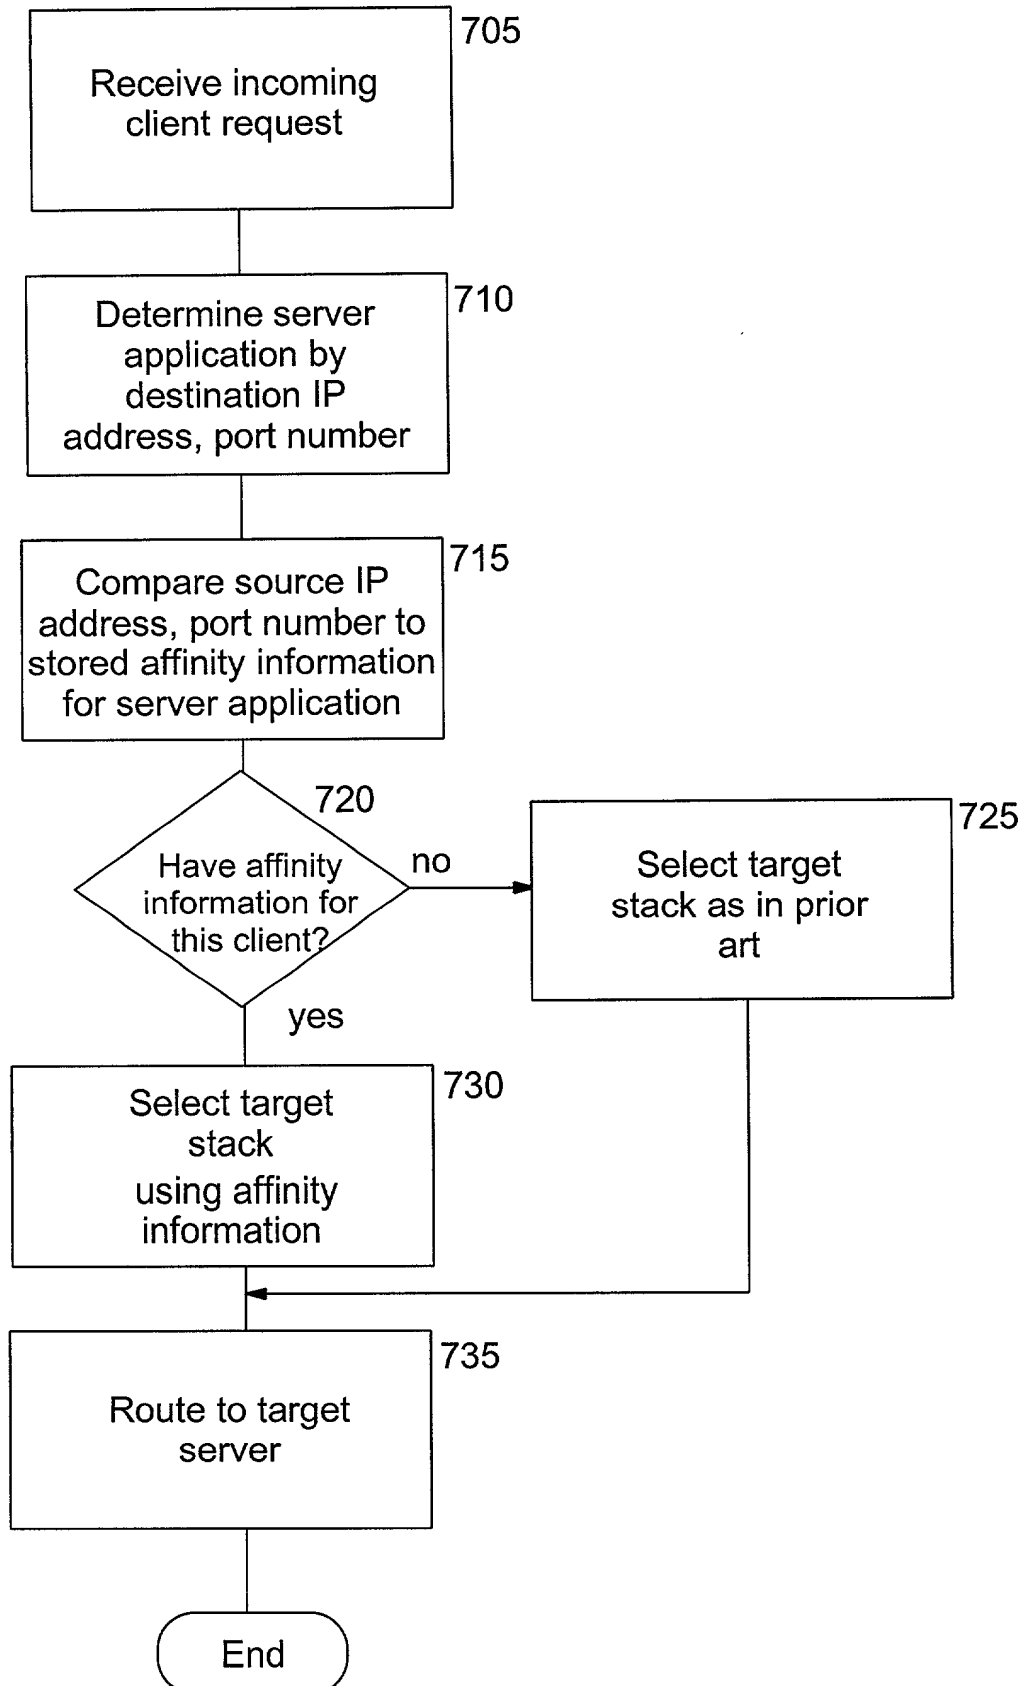 705
Receive incoming
client request
710
Determine server
application by
destination IP
address, port number
715
Compare source IP
address, port number to
stored affinity information
for server application
720
Have affinity
information for
this client?
no
725
Select target
stack as in prior
art
yes
730
Select target
stack
using affinity
information
735
Route to target
server
End